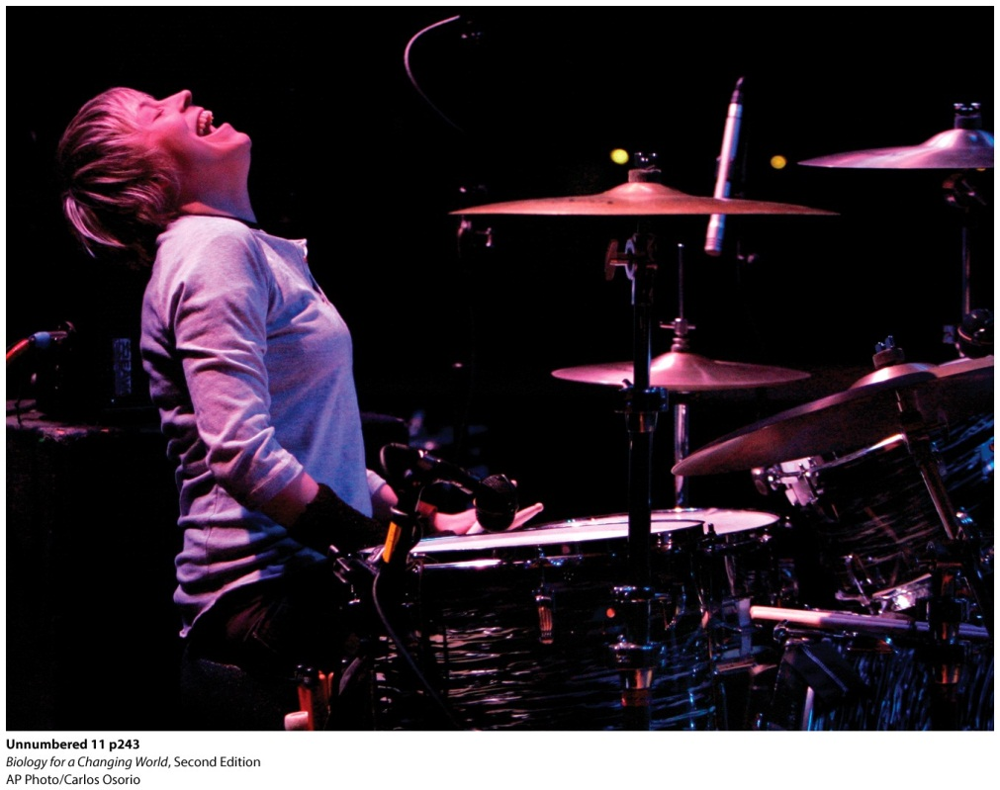 Unnumbered 11 p243
Biology for a Changing World, Second Edition
AP Photo/Carlos Osorio